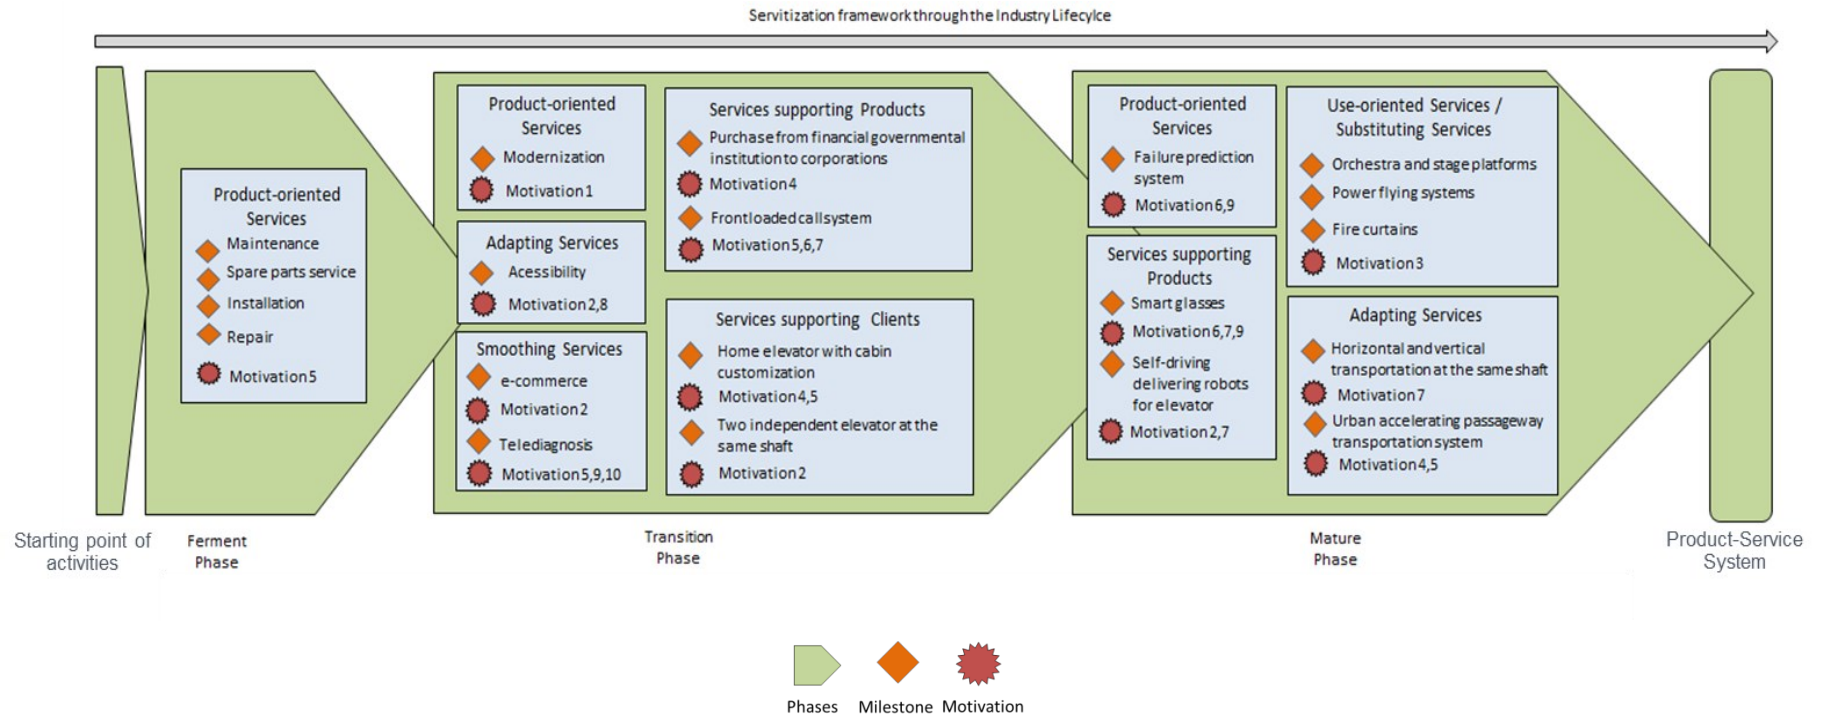 Servitization framework through the Industry Lifecylce
Product-oriented
Services
Maintenance
Spare parts service
Installation
Repair
Motivation 5
Product-oriented
Services
Modernization
Motivation 1
Adapting Services
Acessibility
Motivation 2,8
Smoothing Services
e-commerce
Motivation 2
Telediagnosis
Motivation 5,9,10
Services supporting Products
Purchase from financial governmental
institution to corporations
Motivation 4
Frontloaded call system
Motivation 5,6,7
Services supporting Clients
Home elevator with cabin
customization
Motivation 4,5
Two independent elevator at the
same shaft
Motivation 2
Product-oriented
Services
Failure prediction
system
Motivation 6,9
Services supporting
Products
Smart glasses
Motivation 6,7,9
Self-driving
delivering robots
for elevator
Motivation 2,7
Use-oriented Services /
Substituting Services
Orchestra and stage platforms
Power flying systems
Fire curtains
Motivation 3
Adapting Services
Horizontal and vertical
transportation at the same shaft
Motivation 7
Urban accelerating passageway
transportation system
Motivation 4,5
Starting point of
activities
Ferment
Phase
Transition
Phase
Mature
Phase
Product-Service
System
Phases
Milestone
Motivation